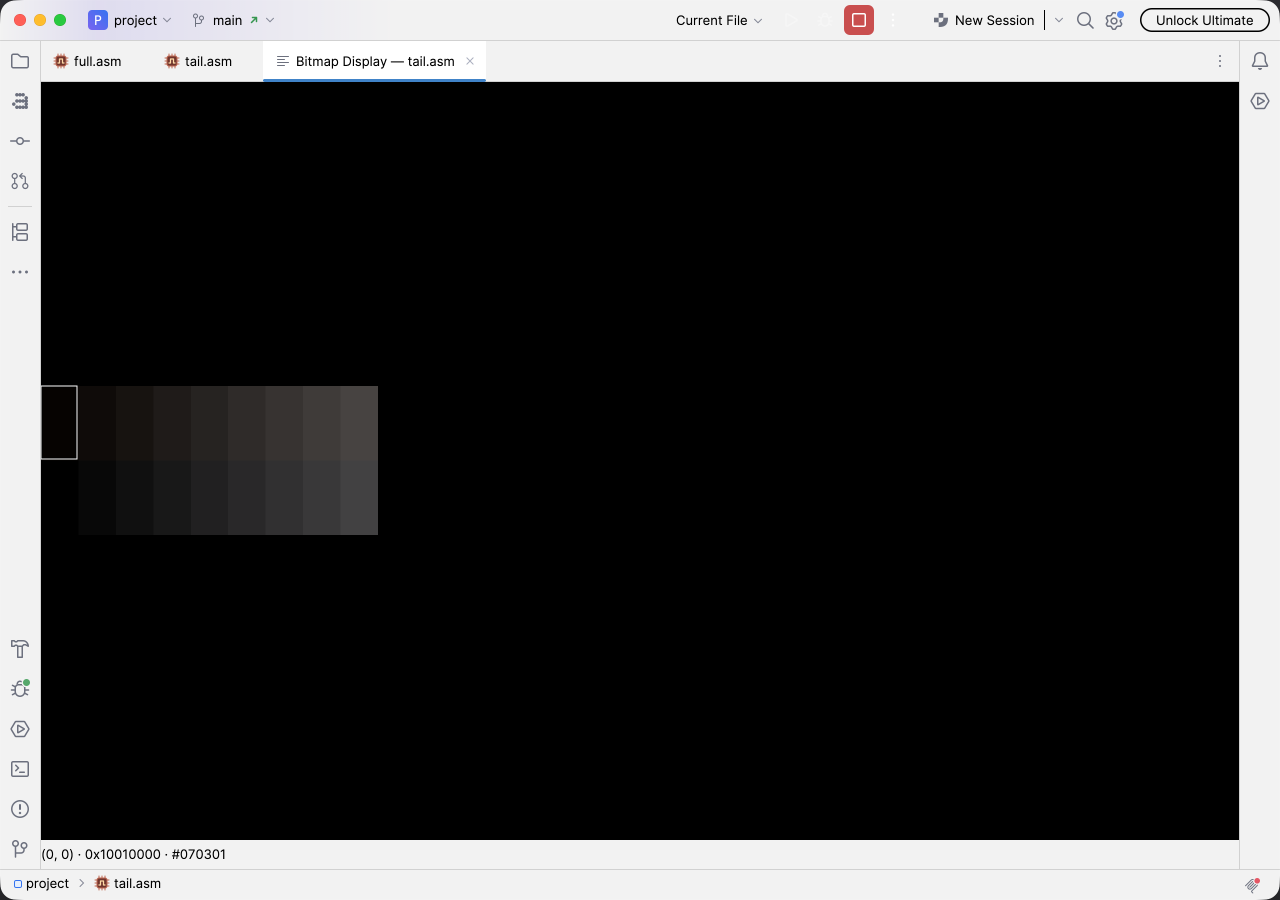 P project main Current File New Session Unlock Ultimate
full.asm tail.asm Bitmap Display — tail.asm
(0, 0) · 0x10010000 · #070301
project tail.asm